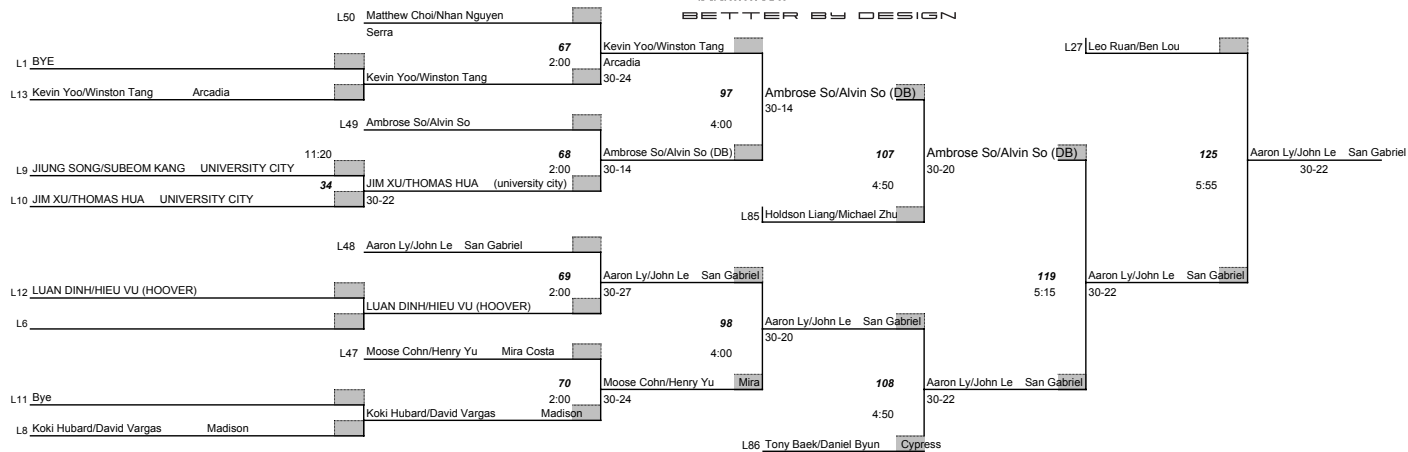 BETTER BY DESIGN
L50 Matthew Choi/Nhan Nguyen
Serra
67
2:00
Kevin Yoo/Winston Tang
Arcadia
30-24
L27 Leo Ruan/Ben Lou
L1 BYE
Kevin Yoo/Winston Tang
L13 Kevin Yoo/Winston Tang Arcadia
97
4:00
Ambrose So/Alvin So (DB)
30-14
L49 Ambrose So/Alvin So
11:20
68
2:00
Ambrose So/Alvin So (DB)
30-14
107
4:50
Ambrose So/Alvin So (DB)
30-20
125
5:55
Aaron Ly/John Le San Gabriel
30-22
L9 JIUNG SONG/SUBEOM KANG UNIVERSITY CITY
34
JIM XU/THOMAS HUA (university city)
30-22
L10 JIM XU/THOMAS HUA UNIVERSITY CITY
L85 Holdson Liang/Michael Zhu
L48 Aaron Ly/John Le San Gabriel
69
2:00
Aaron Ly/John Le San Gabriel
30-27
119
5:15
Aaron Ly/John Le San Gabriel
30-22
L12 LUAN DINH/HIEU VU (HOOVER)
LUAN DINH/HIEU VU (HOOVER)
L6
98
4:00
Aaron Ly/John Le San Gabriel
30-20
L47 Moose Cohn/Henry Yu Mira Costa
70
2:00
Moose Cohn/Henry Yu Mira
30-24
108
4:50
Aaron Ly/John Le San Gabriel
30-22
L11 Bye
Koki Hubard/David Vargas Madison
L8 Koki Hubard/David Vargas Madison
L86 Tony Baek/Daniel Byun Cypress